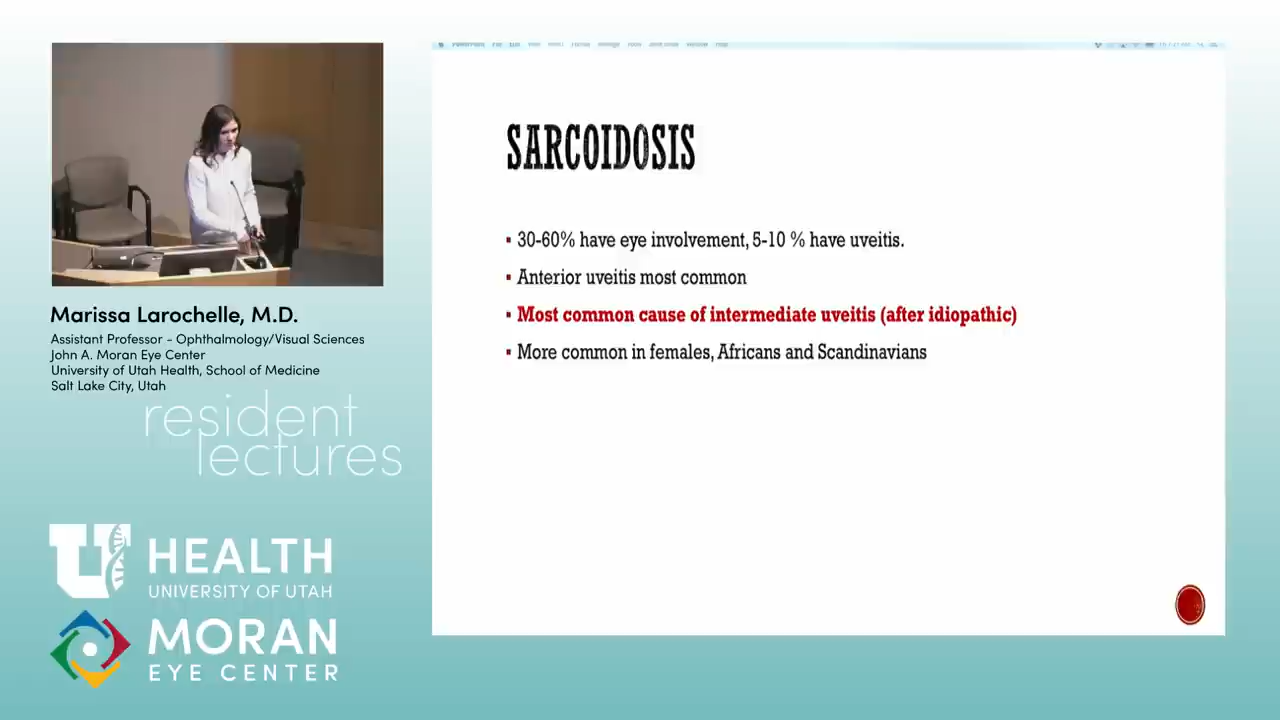 SARCOIDOSIS
▪ 30-60% have eye involvement, 5-10 % have uveitis.
▪ Anterior uveitis most common
▪ Most common cause of intermediate uveitis (after idiopathic)
▪ More common in females, Africans and Scandinavians
Marissa Larochelle, M.D.
Assistant Professor - Ophthalmology/Visual Sciences
John A. Moran Eye Center
University of Utah Health, School of Medicine
Salt Lake City, Utah
resident
lectures
U HEALTH
UNIVERSITY OF UTAH
MORAN
EYE CENTER